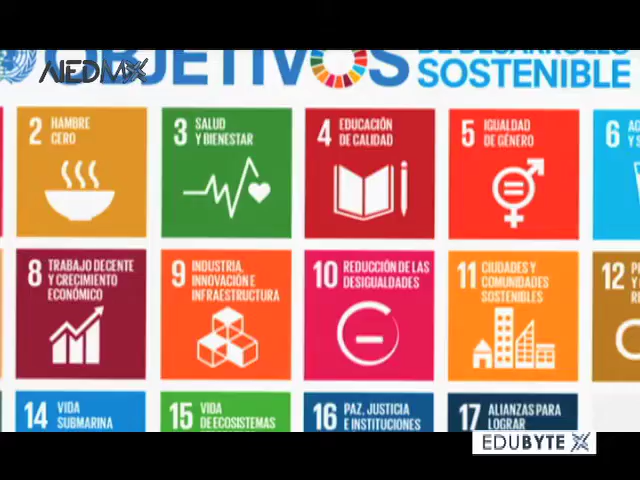 AIEDMX
OBJETIVOS
DE DESARROLLO
SOSTENIBLE
2 HAMBRE
CERO
3 SALUD
Y BIENESTAR
4 EDUCACIÓN
DE CALIDAD
5 IGUALDAD
DE GÉNERO
6
8 TRABAJO DECENTE
Y CRECIMIENTO
ECONÓMICO
9 INDUSTRIA,
INNOVACIÓN E
INFRAESTRUCTURA
10 REDUCCIÓN DE LAS
DESIGUALDADES
11 CIUDADES Y
COMUNIDADES
SOSTENIBLES
12
14 VIDA
SUBMARINA
15 VIDA
DE ECOSISTEMAS
16 PAZ, JUSTICIA
E INSTITUCIONES
17 ALIANZAS PARA
LOGRAR
EDUBYTE X